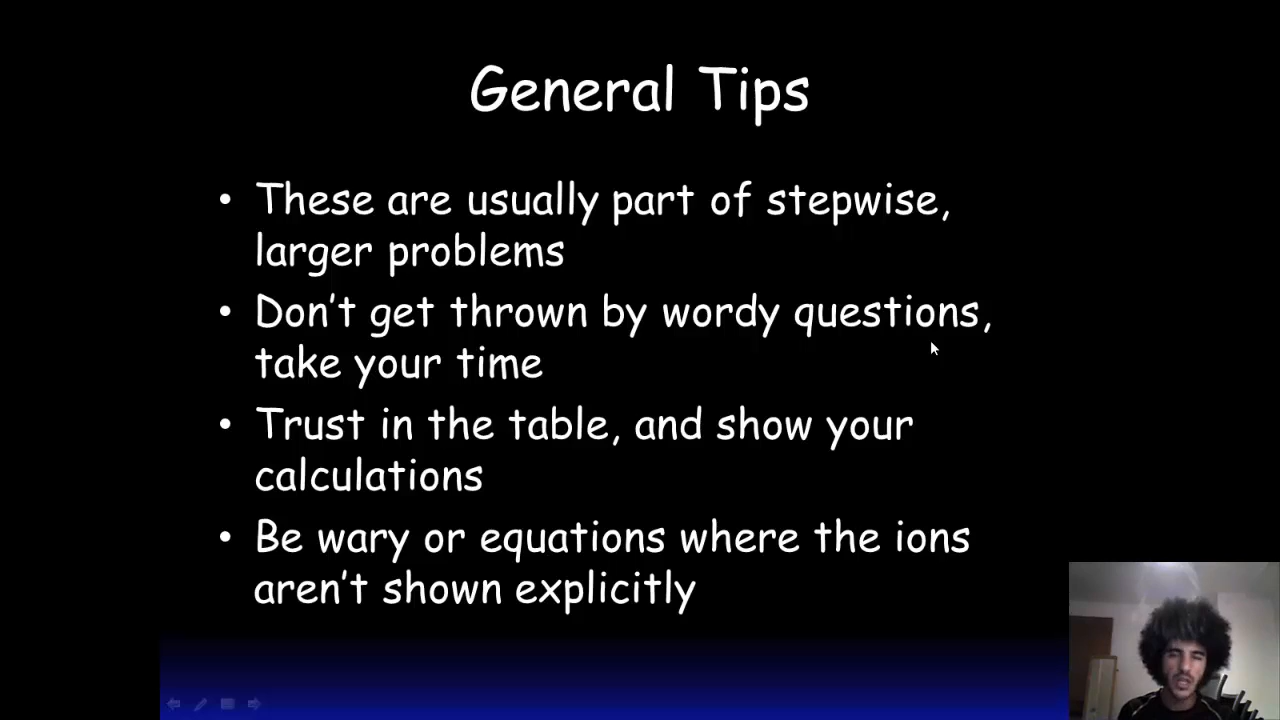 General Tips
• These are usually part of stepwise,
larger problems
• Don't get thrown by wordy questions,
take your time
• Trust in the table, and show your
calculations
• Be wary or equations where the ions
aren't shown explicitly